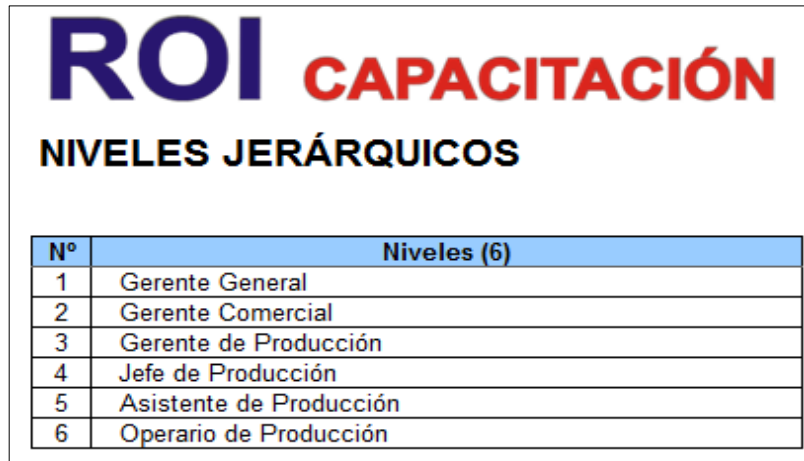 ROI CAPACITACIÓN
NIVELES JERÁRQUICOS
Nº Niveles (6)
1 Gerente General
2 Gerente Comercial
3 Gerente de Producción
4 Jefe de Producción
5 Asistente de Producción
6 Operario de Producción